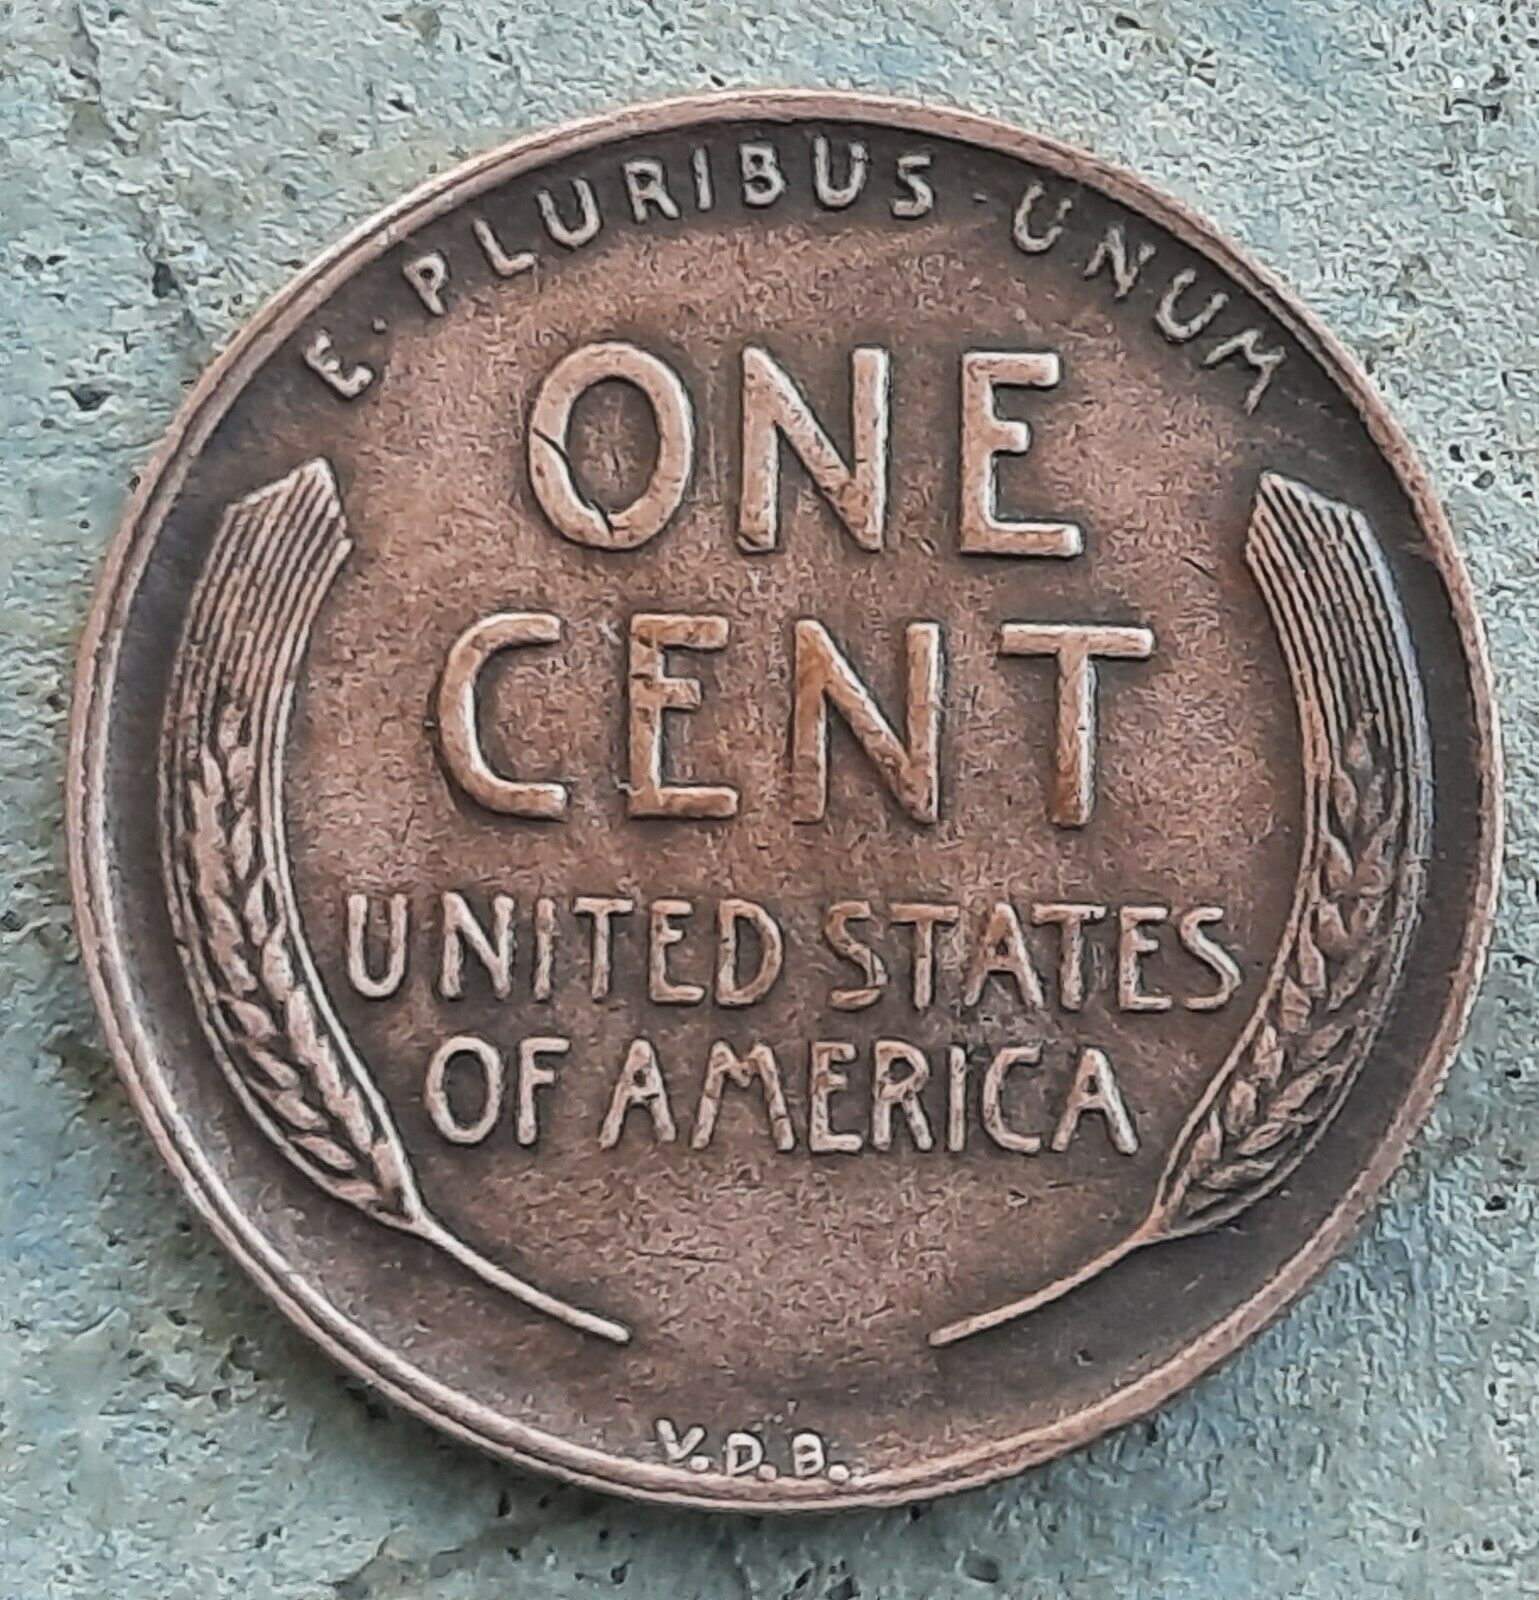 E · PLURIBUS · UNUM
ONE
CENT
UNITED STATES
OF AMERICA
V.D.B.